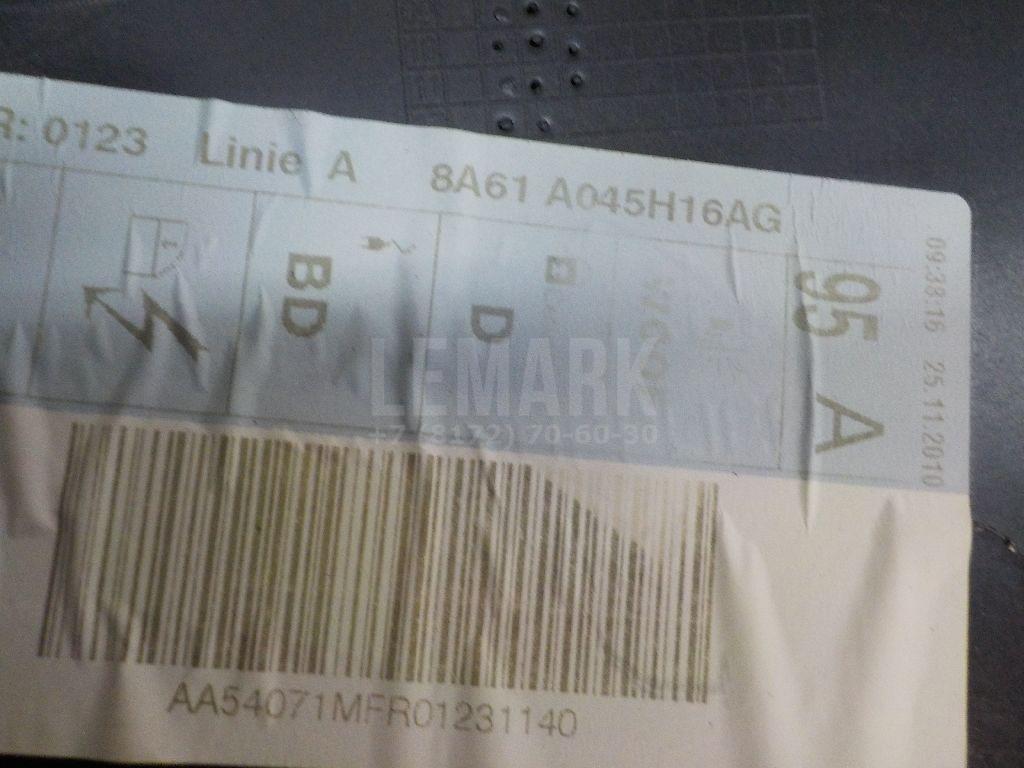 R: 0123 Linie A 8A61 A045H16AG
BD
D
95 A
09:38:16 25.11.2010
LEMARK
+7 (8172) 70-60-30
AA54071MFR01231140